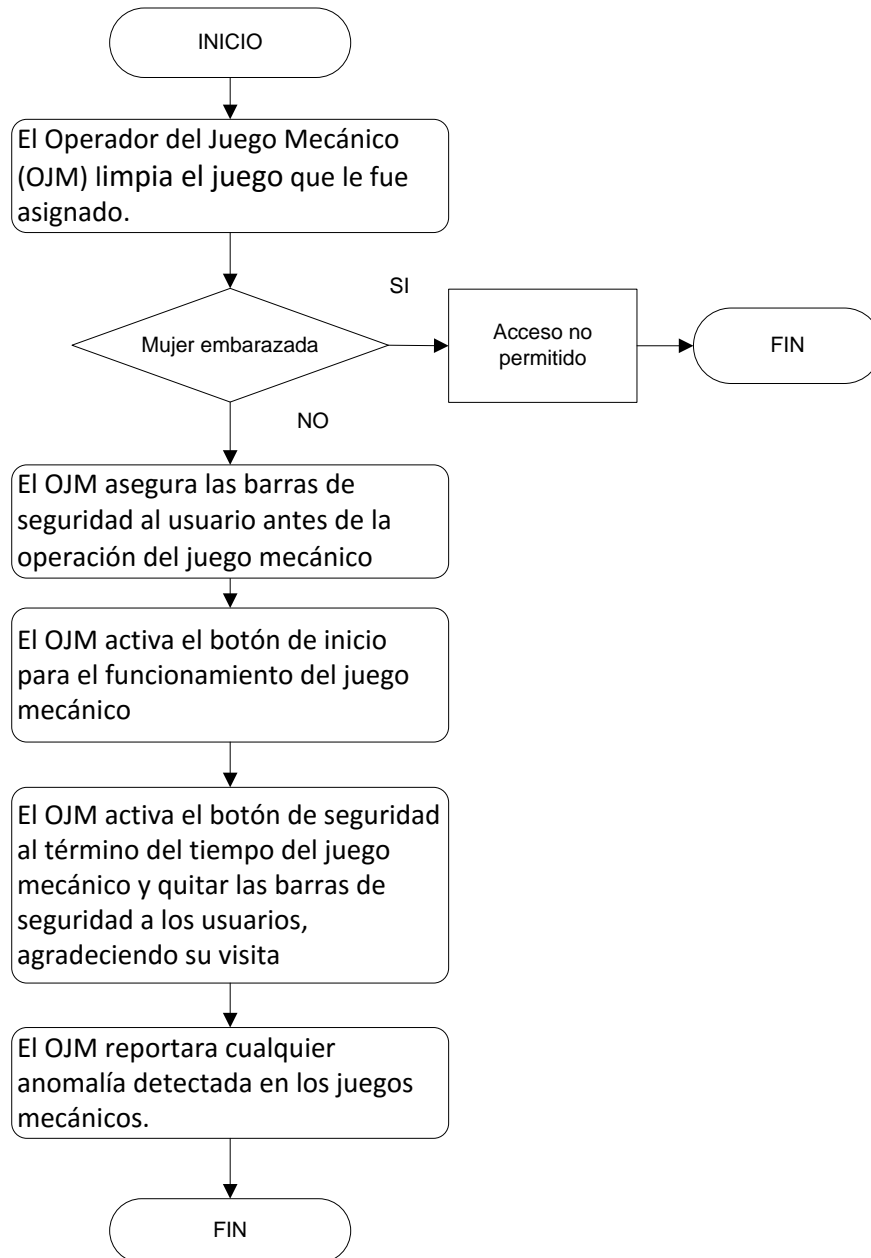 INICIO
El Operador del Juego Mecánico
(OJM) limpia el juego que le fue
asignado.
SI
Mujer embarazada
Acceso no
permitido
FIN
NO
El OJM asegura las barras de
seguridad al usuario antes de la
operación del juego mecánico
El OJM activa el botón de inicio
para el funcionamiento del juego
mecánico
El OJM activa el botón de seguridad
al término del tiempo del juego
mecánico y quitar las barras de
seguridad a los usuarios,
agradeciendo su visita
El OJM reportara cualquier
anomalía detectada en los juegos
mecánicos.
FIN